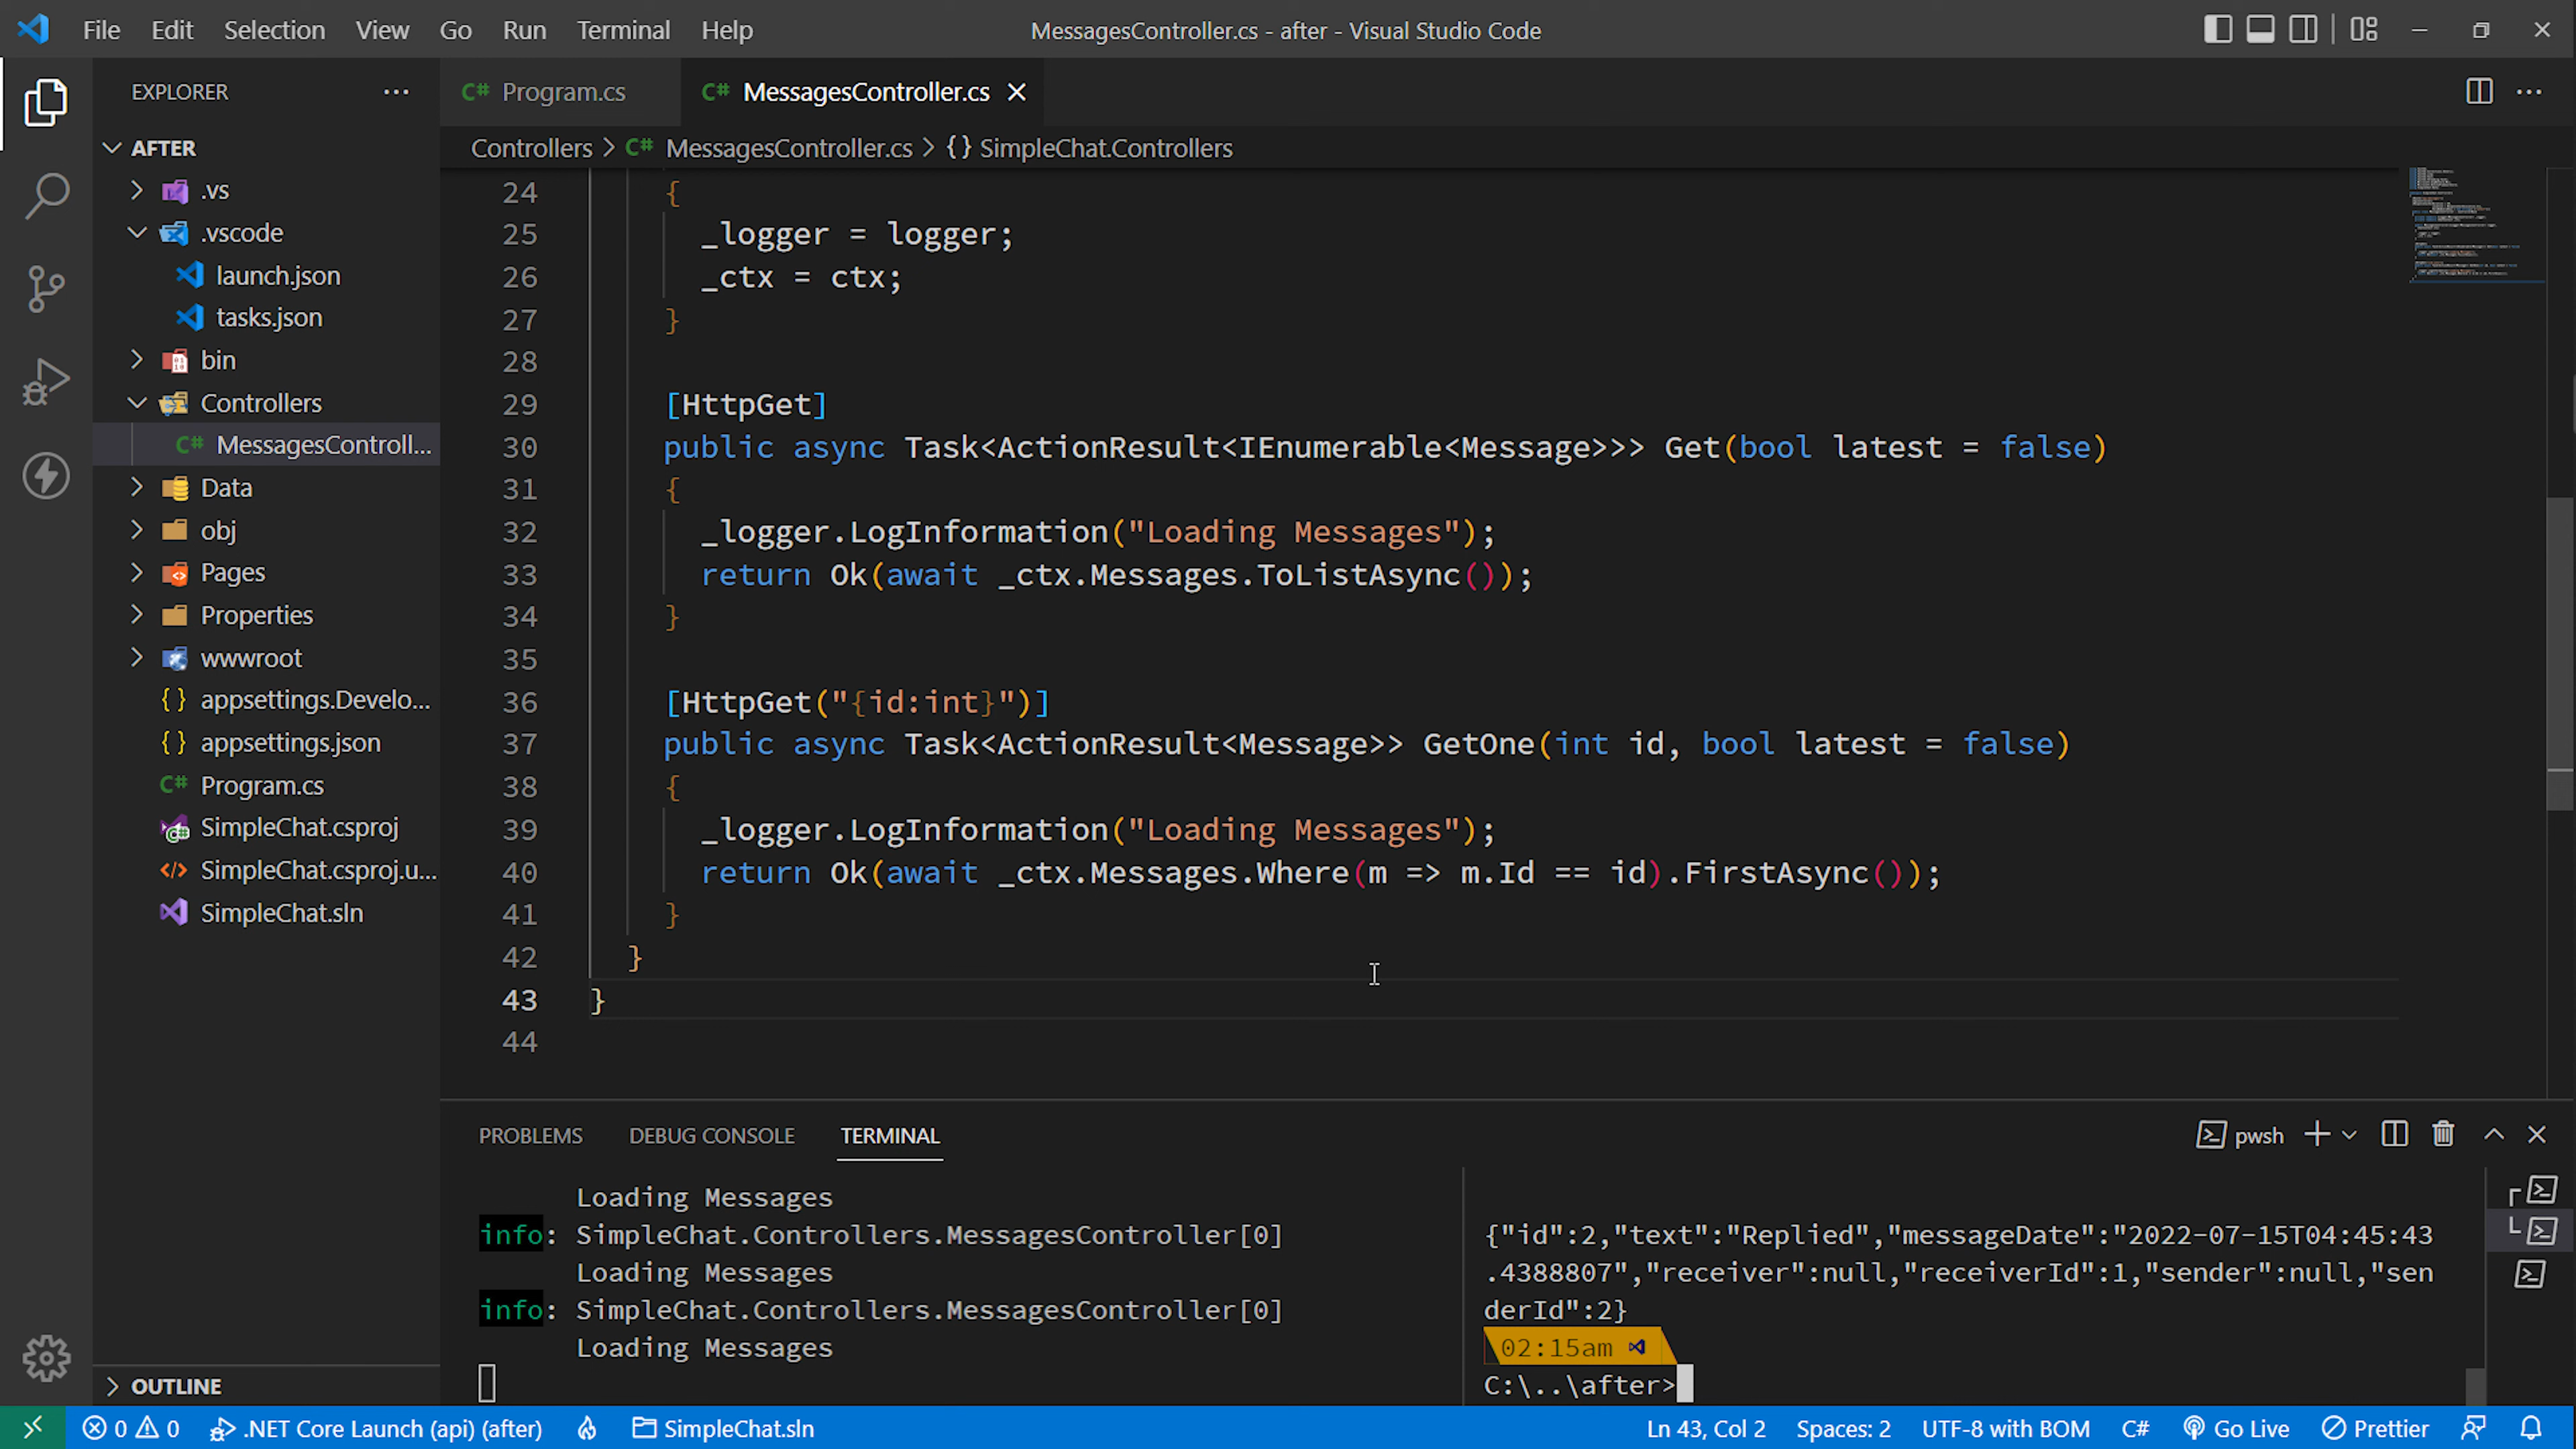 File Edit Selection View Go Run Terminal Help MessagesController.cs - after - Visual Studio Code
EXPLORER
AFTER
.vs
.vscode
launch.json
tasks.json
bin
Controllers
C# MessagesControll...
Data
obj
Pages
Properties
wwwroot
{} appsettings.Develo...
{} appsettings.json
C# Program.cs
SimpleChat.csproj
SimpleChat.csproj.u...
SimpleChat.sln
OUTLINE
C# Program.cs C# MessagesController.cs
Controllers > C# MessagesController.cs > {} SimpleChat.Controllers
24 {
25 _logger = logger;
26 _ctx = ctx;
27 }
28
29 [HttpGet]
30 public async Task<ActionResult<IEnumerable<Message>>> Get(bool latest = false)
31 {
32 _logger.LogInformation("Loading Messages");
33 return Ok(await _ctx.Messages.ToListAsync());
34 }
35
36 [HttpGet("{id:int}")]
37 public async Task<ActionResult<Message>> GetOne(int id, bool latest = false)
38 {
39 _logger.LogInformation("Loading Messages");
40 return Ok(await _ctx.Messages.Where(m => m.Id == id).FirstAsync());
41 }
42 }
43 }
44
PROBLEMS DEBUG CONSOLE TERMINAL pwsh
Loading Messages
info: SimpleChat.Controllers.MessagesController[0]
Loading Messages
info: SimpleChat.Controllers.MessagesController[0]
Loading Messages
{"id":2,"text":"Replied","messageDate":"2022-07-15T04:45:43
.4388807","receiver":null,"receiverId":1,"sender":null,"sen
derId":2}
02:15am
C:\..\after>
0 0 .NET Core Launch (api) (after) SimpleChat.sln Ln 43, Col 2 Spaces: 2 UTF-8 with BOM C# Go Live Prettier